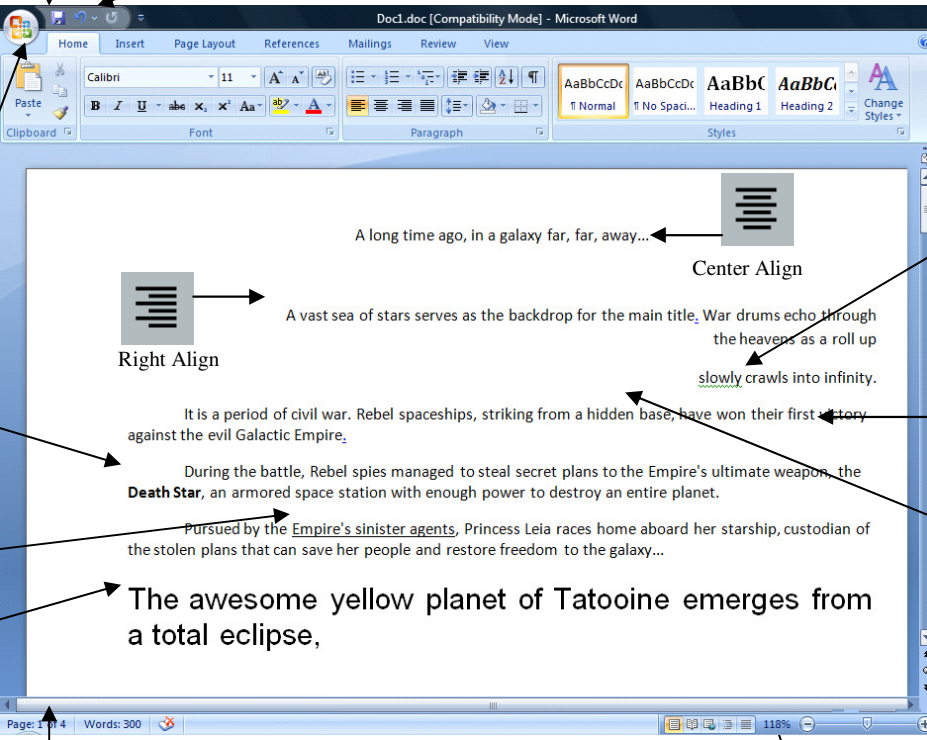 Doc1.doc [Compatibility Mode] - Microsoft Word
Home Insert Page Layout References Mailings Review View
Paste
Calibri 11
B I U abc x₂ x² Aa ab A
AaBbCcDc AaBbCcDc AaBbC AaBbCc
¶ Normal ¶ No Spaci... Heading 1 Heading 2
Change
Styles
Clipboard Font Paragraph Styles
A long time ago, in a galaxy far, far, away...
Center Align
A vast sea of stars serves as the backdrop for the main title. War drums echo through
the heavens as a roll up
Right Align
slowly crawls into infinity.
It is a period of civil war. Rebel spaceships, striking from a hidden base, have won their first victory
against the evil Galactic Empire.
During the battle, Rebel spies managed to steal secret plans to the Empire's ultimate weapon, the
Death Star, an armored space station with enough power to destroy an entire planet.
Pursued by the Empire's sinister agents, Princess Leia races home aboard her starship, custodian of
the stolen plans that can save her people and restore freedom to the galaxy...
The awesome yellow planet of Tatooine emerges from
a total eclipse,
Page: 1 of 4 Words: 300 118%